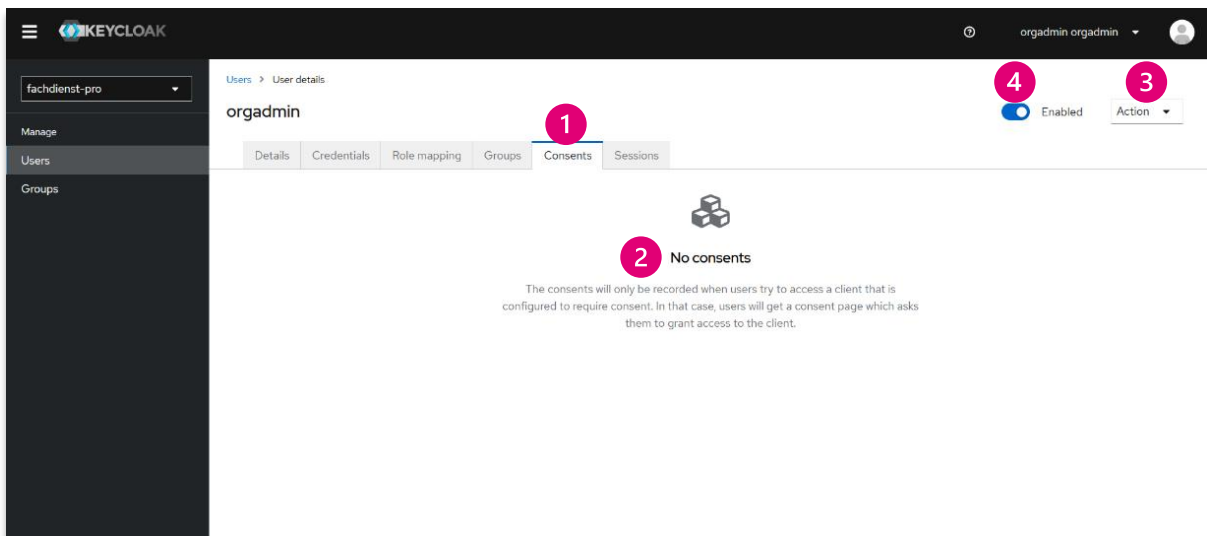 KEYCLOAK
orgadmin orgadmin
fachdienst-pro
Manage
Users
Groups
Users > User details
orgadmin
4
Enabled
3
Action
1
Details Credentials Role mapping Groups Consents Sessions
2
No consents
The consents will only be recorded when users try to access a client that is
configured to require consent. In that case, users will get a consent page which asks
them to grant access to the client.